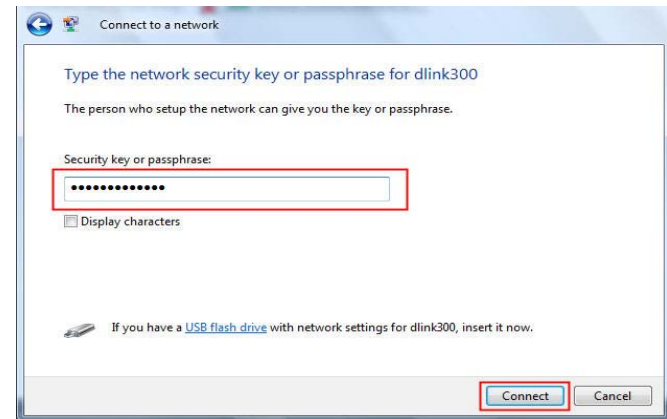 Connect to a network
Type the network security key or passphrase for dlink300
The person who setup the network can give you the key or passphrase.
Security key or passphrase:
•••••••••••••
Display characters
If you have a USB flash drive with network settings for dlink300, insert it now.
Connect
Cancel